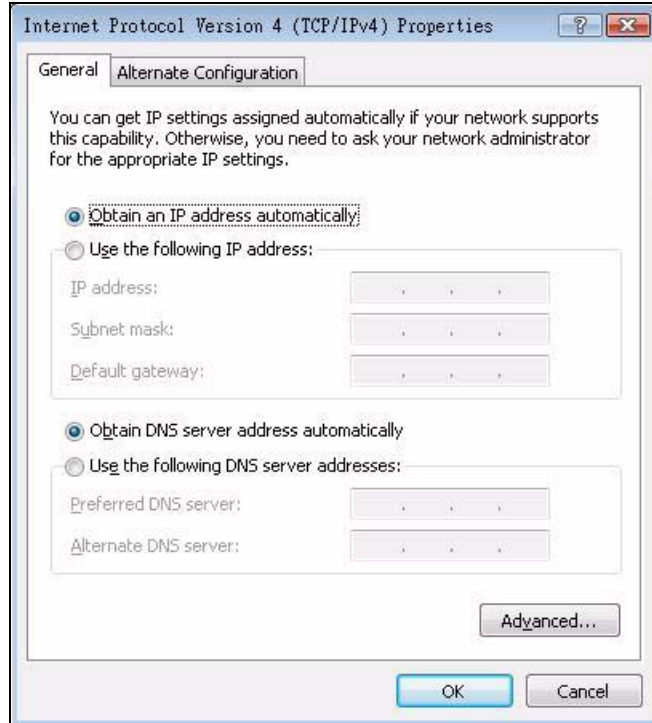 Internet Protocol Version 4 (TCP/IPv4) Properties
General
Alternate Configuration
You can get IP settings assigned automatically if your network supports
this capability. Otherwise, you need to ask your network administrator
for the appropriate IP settings.
Obtain an IP address automatically
Use the following IP address:
IP address:
Subnet mask:
Default gateway:
Obtain DNS server address automatically
Use the following DNS server addresses:
Preferred DNS server:
Alternate DNS server:
Advanced...
OK
Cancel